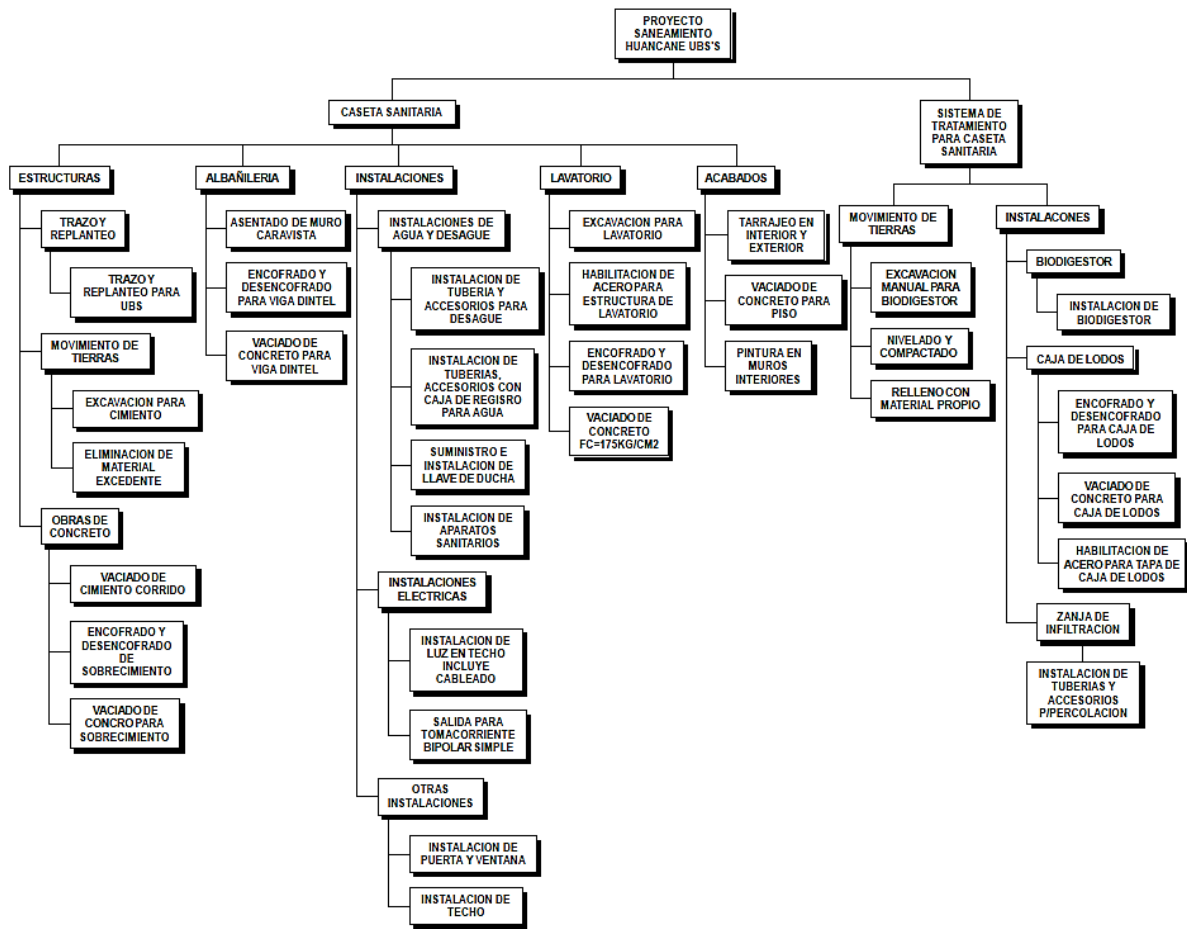 PROYECTO
SANEAMIENTO
HUANCANE UBS'S
CASETA SANITARIA
SISTEMA DE
TRATAMIENTO
PARA CASETA
SANITARIA
ESTRUCTURAS
TRAZO Y
REPLANTEO
TRAZO Y
REPLANTEO PARA
UBS
MOVIMIENTO DE
TIERRAS
EXCAVACION PARA
CIMIENTO
ELIMINACION DE
MATERIAL
EXCEDENTE
OBRAS DE
CONCRETO
VACIADO DE
CIMIENTO CORRIDO
ENCOFRADO Y
DESENCOFRADO
DE
SOBRECIMIENTO
VACIADO DE
CONCRO PARA
SOBRECIMIENTO
ALBAÑILERIA
ASENTADO DE MURO
CARAVISTA
ENCOFRADO Y
DESENCOFRADO
PARA VIGA DINTEL
VACIADO DE
CONCRETO PARA
VIGA DINTEL
INSTALACIONES
INSTALACIONES DE
AGUA Y DESAGUE
INSTALACION DE
TUBERIA Y
ACCESORIOS PARA
DESAGUE
INSTALACION DE
TUBERIAS,
ACCESORIOS CON
CAJA DE REGISRO
PARA AGUA
SUMINISTRO E
INSTALACION DE
LLAVE DE DUCHA
INSTALACION DE
APARATOS
SANITARIOS
INSTALACIONES
ELECTRICAS
INSTALACION DE
LUZ EN TECHO
INCLUYE
CABLEADO
SALIDA PARA
TOMACORRIENTE
BIPOLAR SIMPLE
OTRAS
INSTALACIONES
INSTALACION DE
PUERTA Y VENTANA
INSTALACION DE
TECHO
LAVATORIO
EXCAVACION PARA
LAVATORIO
HABILITACION DE
ACERO PARA
ESTRUCTURA DE
LAVATORIO
ENCOFRADO Y
DESENCOFRADO
PARA LAVATORIO
VACIADO DE
CONCRETO
FC=175KG/CM2
ACABADOS
TARRAJEO EN
INTERIOR Y
EXTERIOR
VACIADO DE
CONCRETO PARA
PISO
PINTURA EN
MUROS
INTERIORES
MOVIMIENTO DE
TIERRAS
EXCAVACION
MANUAL PARA
BIODIGESTOR
NIVELADO Y
COMPACTADO
RELLENO CON
MATERIAL PROPIO
INSTALACONES
BIODIGESTOR
INSTALACION DE
BIODIGESTOR
CAJA DE LODOS
ENCOFRADO Y
DESENCOFRADO
PARA CAJA DE
LODOS
VACIADO DE
CONCRETO PARA
CAJA DE LODOS
HABILITACION DE
ACERO PARA TAPA DE
CAJA DE LODOS
ZANJA DE
INFILTRACION
INSTALACION DE
TUBERIAS Y
ACCESORIOS
P/PERCOLACION